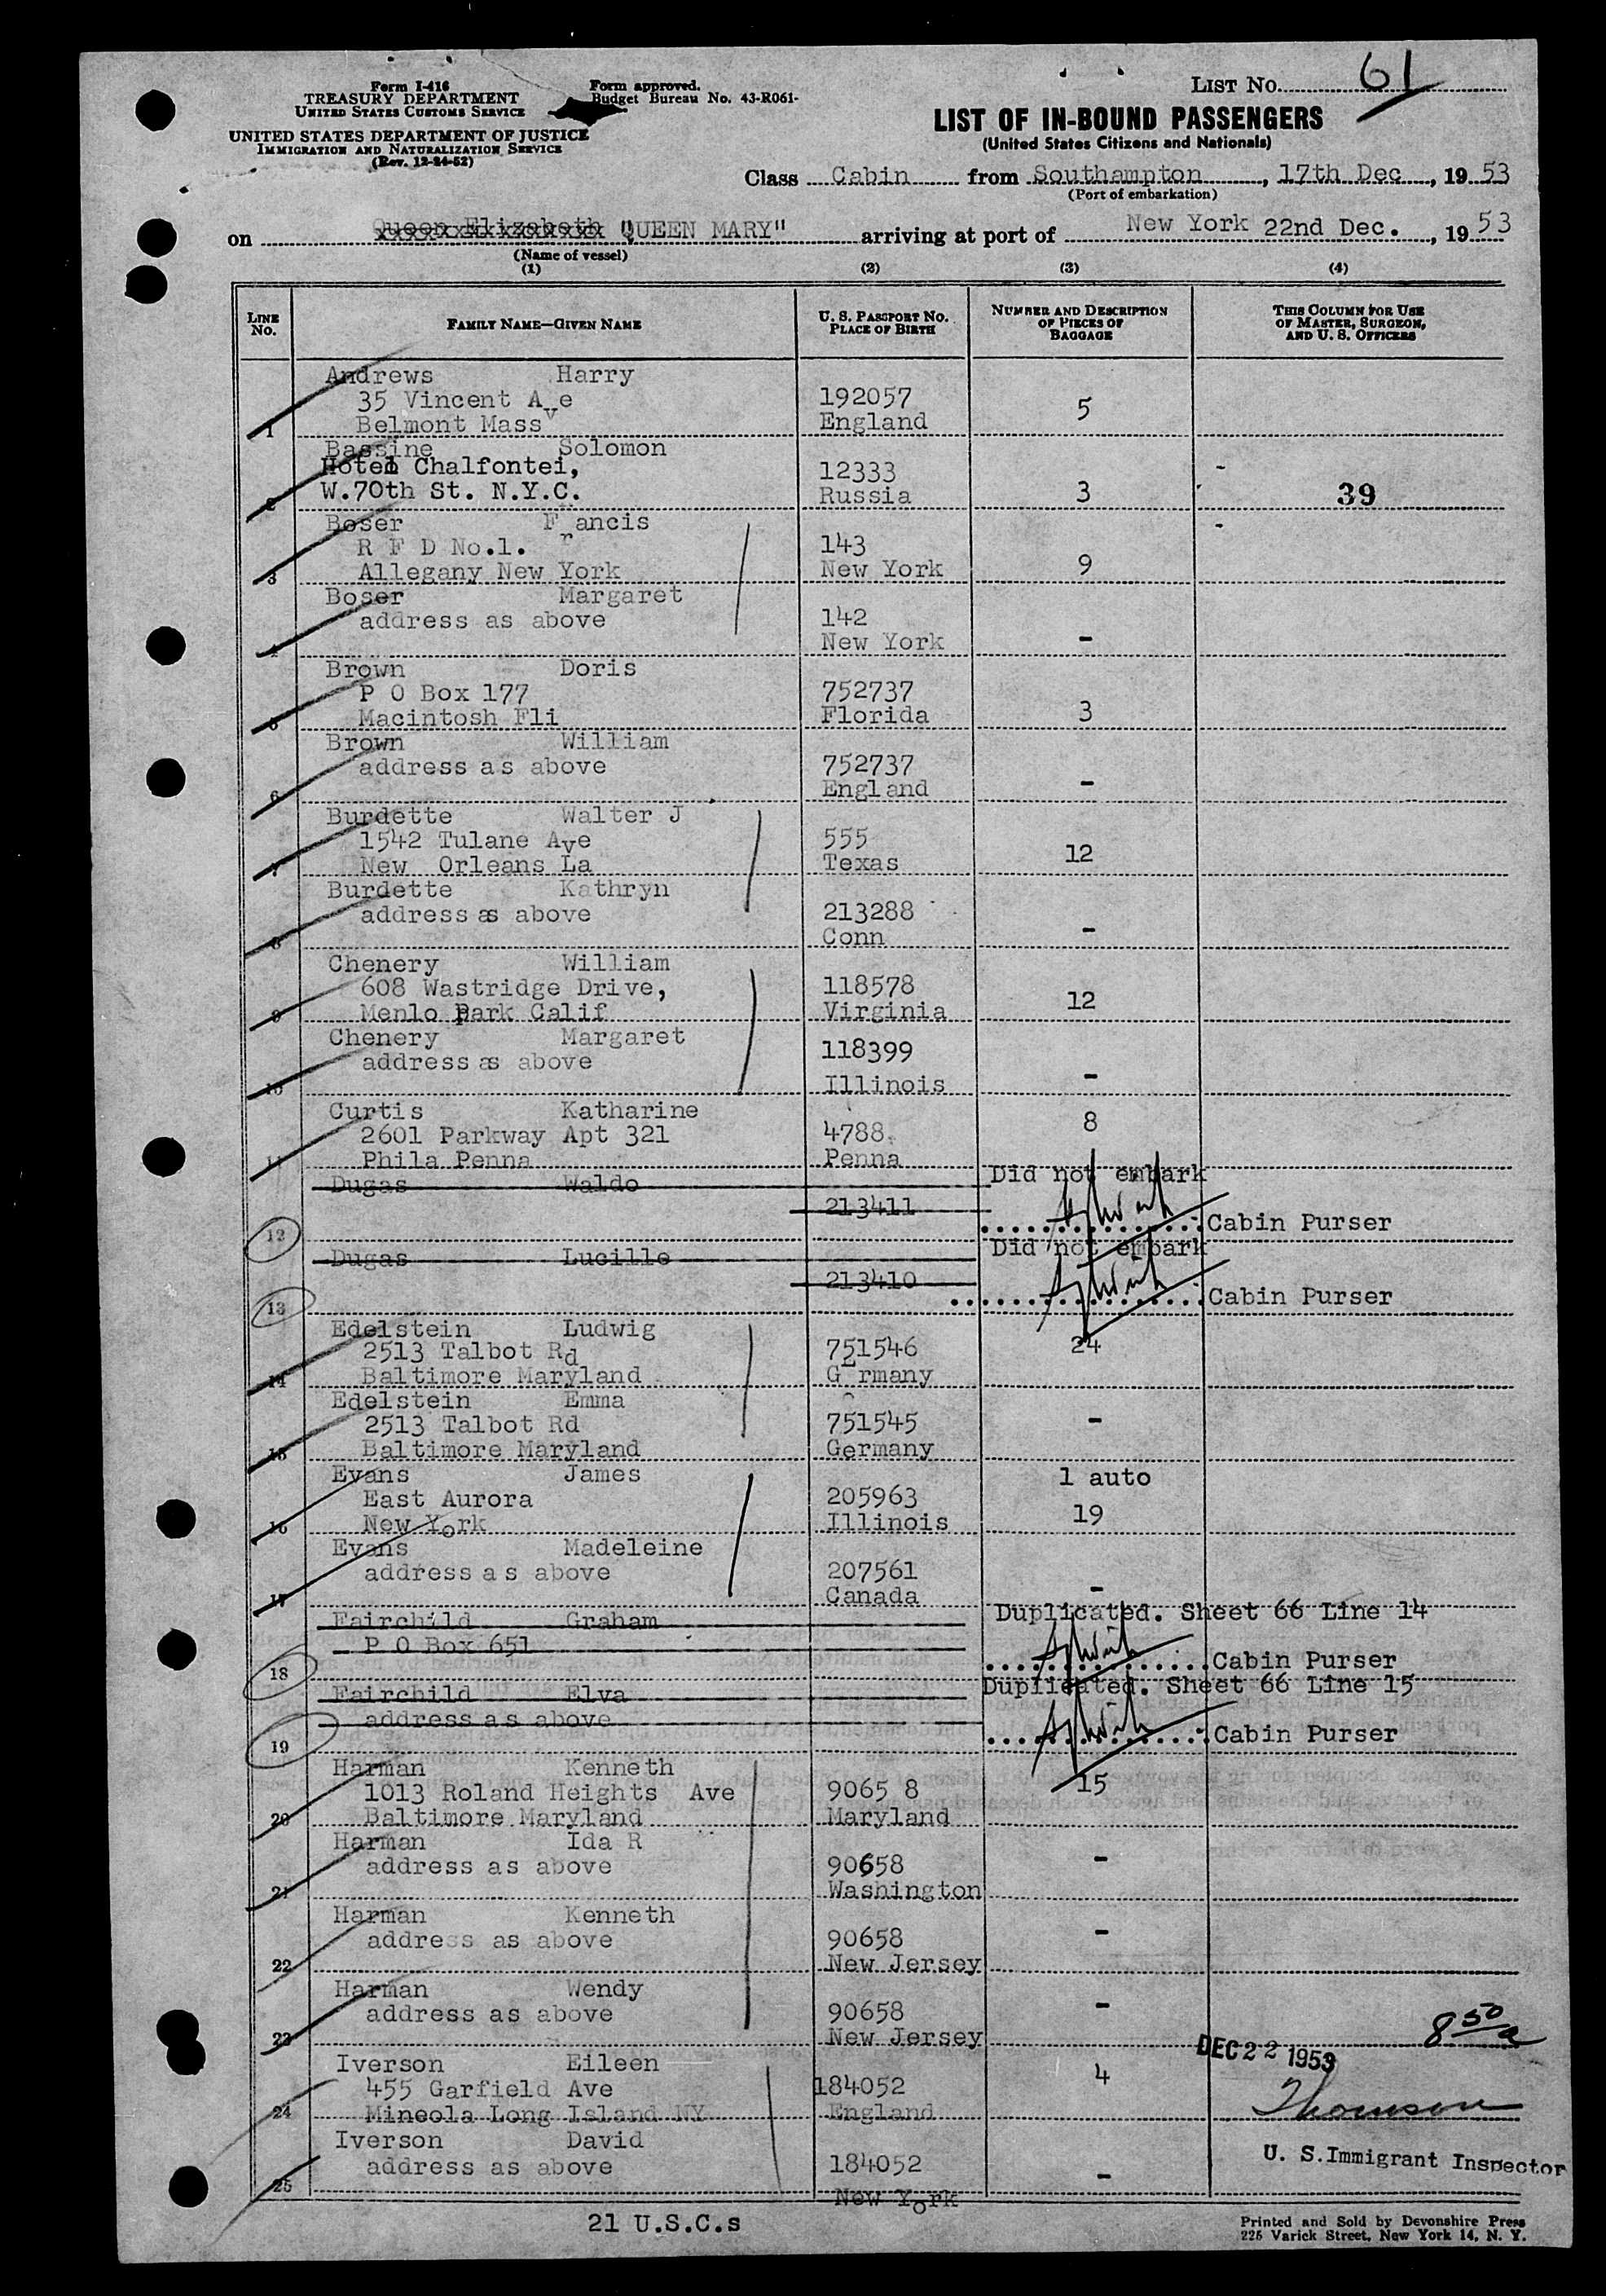 Form I-416
TREASURY DEPARTMENT
UNITED STATES CUSTOMS SERVICE
UNITED STATES DEPARTMENT OF JUSTICE
IMMIGRATION AND NATURALIZATION SERVICE
(Rev. 12-24-52)
Form approved.
Budget Bureau No. 43-R061-
LIST No. 61
LIST OF IN-BOUND PASSENGERS
(United States Citizens and Nationals)
Class Cabin from Southampton, 17th Dec, 1953
(Port of embarkation)
on Queen Elizabeth "QUEEN MARY" arriving at port of New York 22nd Dec., 1953
(Name of vessel)
(1) (2) (3) (4)
LINE No. FAMILY NAME—GIVEN NAME U. S. PASSPORT NO. PLACE OF BIRTH NUMBER AND DESCRIPTION OF PIECES OF BAGGAGE THIS COLUMN FOR USE OF MASTER, SURGEON, AND U. S. OFFICERS
Andrews Harry
35 Vincent Ave 192057 5
1 Belmont Mass England
Bassine Solomon
Hotel Chalfontei, 12333
2 W.70th St. N.Y.C. Russia 3 39
Boser Francis
R F D No.1. 143
3 Allegany New York New York 9
Boser Margaret
address as above 142
4 New York -
Brown Doris
P O Box 177 752737
5 Macintosh Fli Florida 3
Brown William
address as above 752737
6 England -
Burdette Walter J
1542 Tulane Ave 555
7 New Orleans La Texas 12
Burdette Kathryn
address as above 213288
8 Conn -
Chenery William
608 Wastridge Drive, 118578
9 Menlo Park Calif Virginia 12
Chenery Margaret
address as above 118399
10 Illinois -
Curtis Katharine 8
2601 Parkway Apt 321 4788.
11 Phila Penna Penna
Dugas Waldo Did not embark
213411
12 Cabin Purser
Dugas Lucille Did not embark
213410
13 Cabin Purser
Edelstein Ludwig
2513 Talbot Rd 751546 24
14 Baltimore Maryland Germany
Edelstein Emma
2513 Talbot Rd 751545 -
15 Baltimore Maryland Germany
Evans James 1 auto
East Aurora 205963
16 New York Illinois 19
Evans Madeleine
address as above 207561
17 Canada -
Fairchild Graham Duplicated. Sheet 66 Line 14
P O Box 651
18 Cabin Purser
Fairchild Elva Duplicated. Sheet 66 Line 15
address as above
19 Cabin Purser
Harman Kenneth
1013 Roland Heights Ave 9065 8 15
20 Baltimore Maryland Maryland
Harman Ida R
address as above 90658 -
21 Washington
Harman Kenneth
address as above 90658 -
22 New Jersey
Harman Wendy
address as above 90658 -
23 New Jersey
8 50 a
DEC 22 1953
Iverson Eileen
455 Garfield Ave 184052 4
24 Mineola Long Island NY England
Thomson
Iverson David
address as above 184052 -
U. S. Immigrant Inspector
25 New York
21 U.S.C.s
Printed and Sold by Devonshire Press
225 Varick Street, New York 14, N. Y.